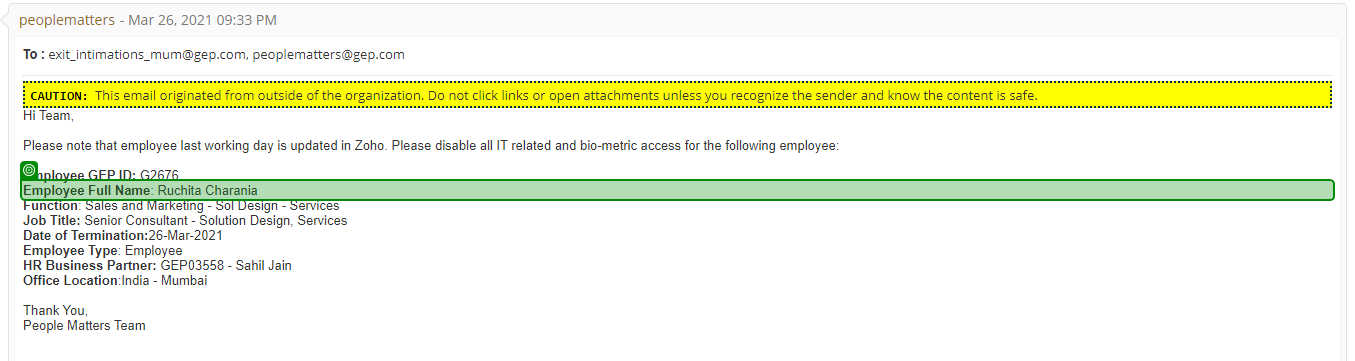 peoplematters - Mar 26, 2021 09:33 PM
To : exit_intimations_mum@gep.com, peoplematters@gep.com
CAUTION: This email originated from outside of the organization. Do not click links or open attachments unless you recognize the sender and know the content is safe.
Hi Team,
Please note that employee last working day is updated in Zoho. Please disable all IT related and bio-metric access for the following employee:
Employee GEP ID: G2676
Employee Full Name: Ruchita Charania
Function: Sales and Marketing - Sol Design - Services
Job Title: Senior Consultant - Solution Design, Services
Date of Termination:26-Mar-2021
Employee Type: Employee
HR Business Partner: GEP03558 - Sahil Jain
Office Location:India - Mumbai
Thank You,
People Matters Team